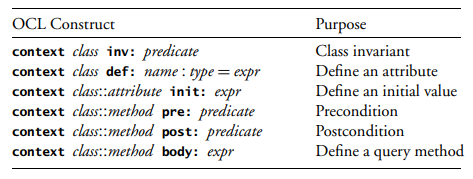 OCL Construct Purpose
context class inv: predicate Class invariant
context class def: name : type = expr Define an attribute
context class::attribute init: expr Define an initial value
context class::method pre: predicate Precondition
context class::method post: predicate Postcondition
context class::method body: expr Define a query method